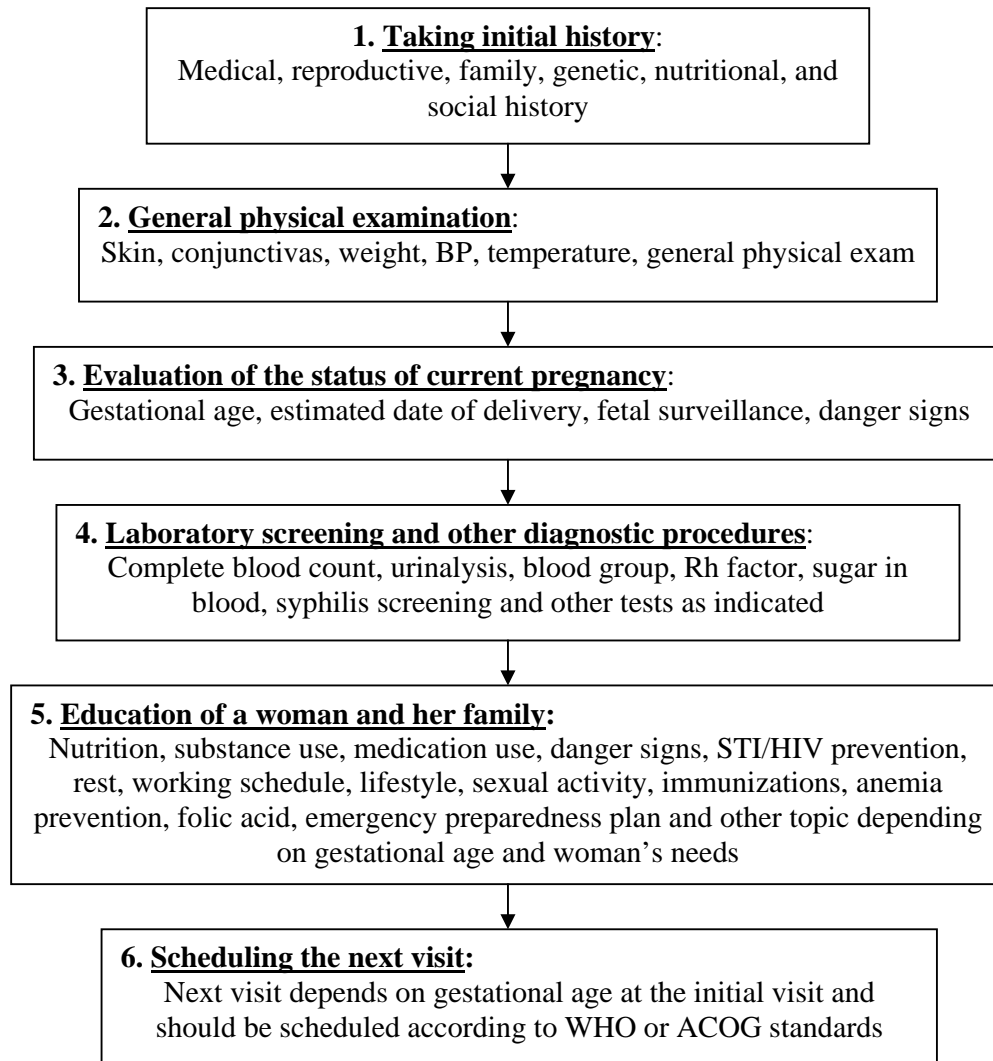 1. Taking initial history:
Medical, reproductive, family, genetic, nutritional, and
social history
2. General physical examination:
Skin, conjunctivas, weight, BP, temperature, general physical exam
3. Evaluation of the status of current pregnancy:
Gestational age, estimated date of delivery, fetal surveillance, danger signs
4. Laboratory screening and other diagnostic procedures:
Complete blood count, urinalysis, blood group, Rh factor, sugar in
blood, syphilis screening and other tests as indicated
5. Education of a woman and her family:
Nutrition, substance use, medication use, danger signs, STI/HIV prevention,
rest, working schedule, lifestyle, sexual activity, immunizations, anemia
prevention, folic acid, emergency preparedness plan and other topic depending
on gestational age and woman’s needs
6. Scheduling the next visit:
Next visit depends on gestational age at the initial visit and
should be scheduled according to WHO or ACOG standards